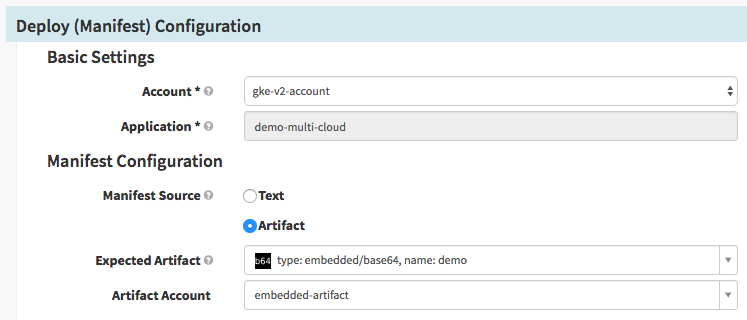 Deploy (Manifest) Configuration
Basic Settings
Account * gke-v2-account
Application * demo-multi-cloud
Manifest Configuration
Manifest Source Text
Artifact
Expected Artifact b64 type: embedded/base64, name: demo
Artifact Account embedded-artifact